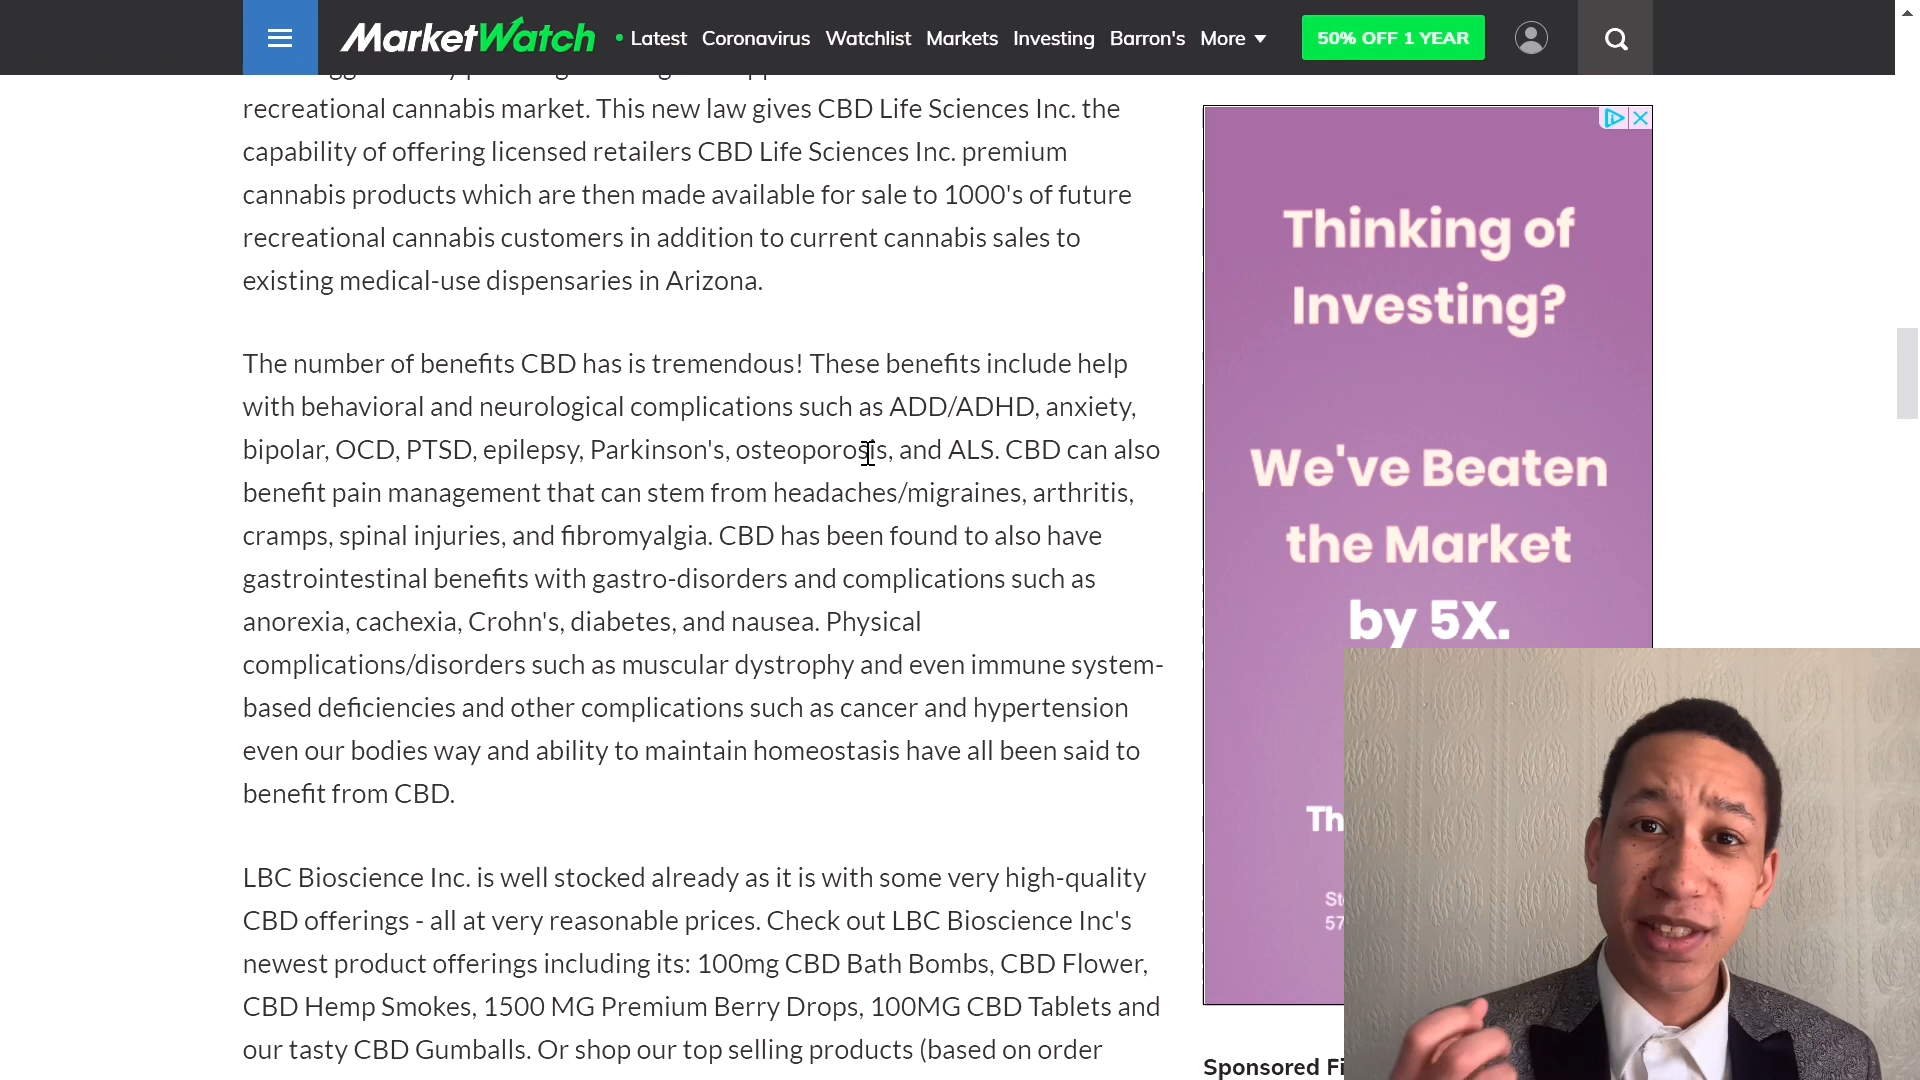 MarketWatch
Latest Coronavirus Watchlist Markets Investing Barron's More
50% OFF 1 YEAR
recreational cannabis market. This new law gives CBD Life Sciences Inc. the
capability of offering licensed retailers CBD Life Sciences Inc. premium
cannabis products which are then made available for sale to 1000's of future
recreational cannabis customers in addition to current cannabis sales to
existing medical-use dispensaries in Arizona.
The number of benefits CBD has is tremendous! These benefits include help
with behavioral and neurological complications such as ADD/ADHD, anxiety,
bipolar, OCD, PTSD, epilepsy, Parkinson's, osteoporosis, and ALS. CBD can also
benefit pain management that can stem from headaches/migraines, arthritis,
cramps, spinal injuries, and fibromyalgia. CBD has been found to also have
gastrointestinal benefits with gastro-disorders and complications such as
anorexia, cachexia, Crohn's, diabetes, and nausea. Physical
complications/disorders such as muscular dystrophy and even immune system-
based deficiencies and other complications such as cancer and hypertension
even our bodies way and ability to maintain homeostasis have all been said to
benefit from CBD.
LBC Bioscience Inc. is well stocked already as it is with some very high-quality
CBD offerings - all at very reasonable prices. Check out LBC Bioscience Inc's
newest product offerings including its: 100mg CBD Bath Bombs, CBD Flower,
CBD Hemp Smokes, 1500 MG Premium Berry Drops, 100MG CBD Tablets and
our tasty CBD Gumballs. Or shop our top selling products (based on order
Thinking of
Investing?
We've Beaten
the Market
by 5X.
Th
St
57
Sponsored Fi